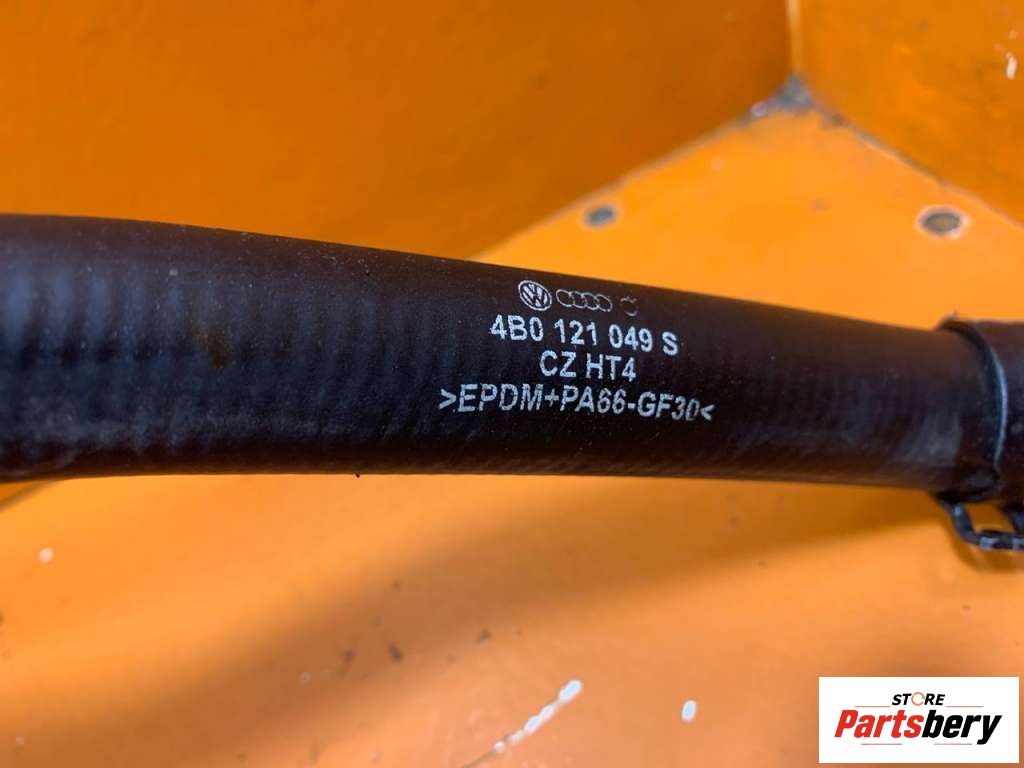 4B0 121 049 S
CZ HT4
>EPDM+PA66-GF30<
STORE
Partsbery